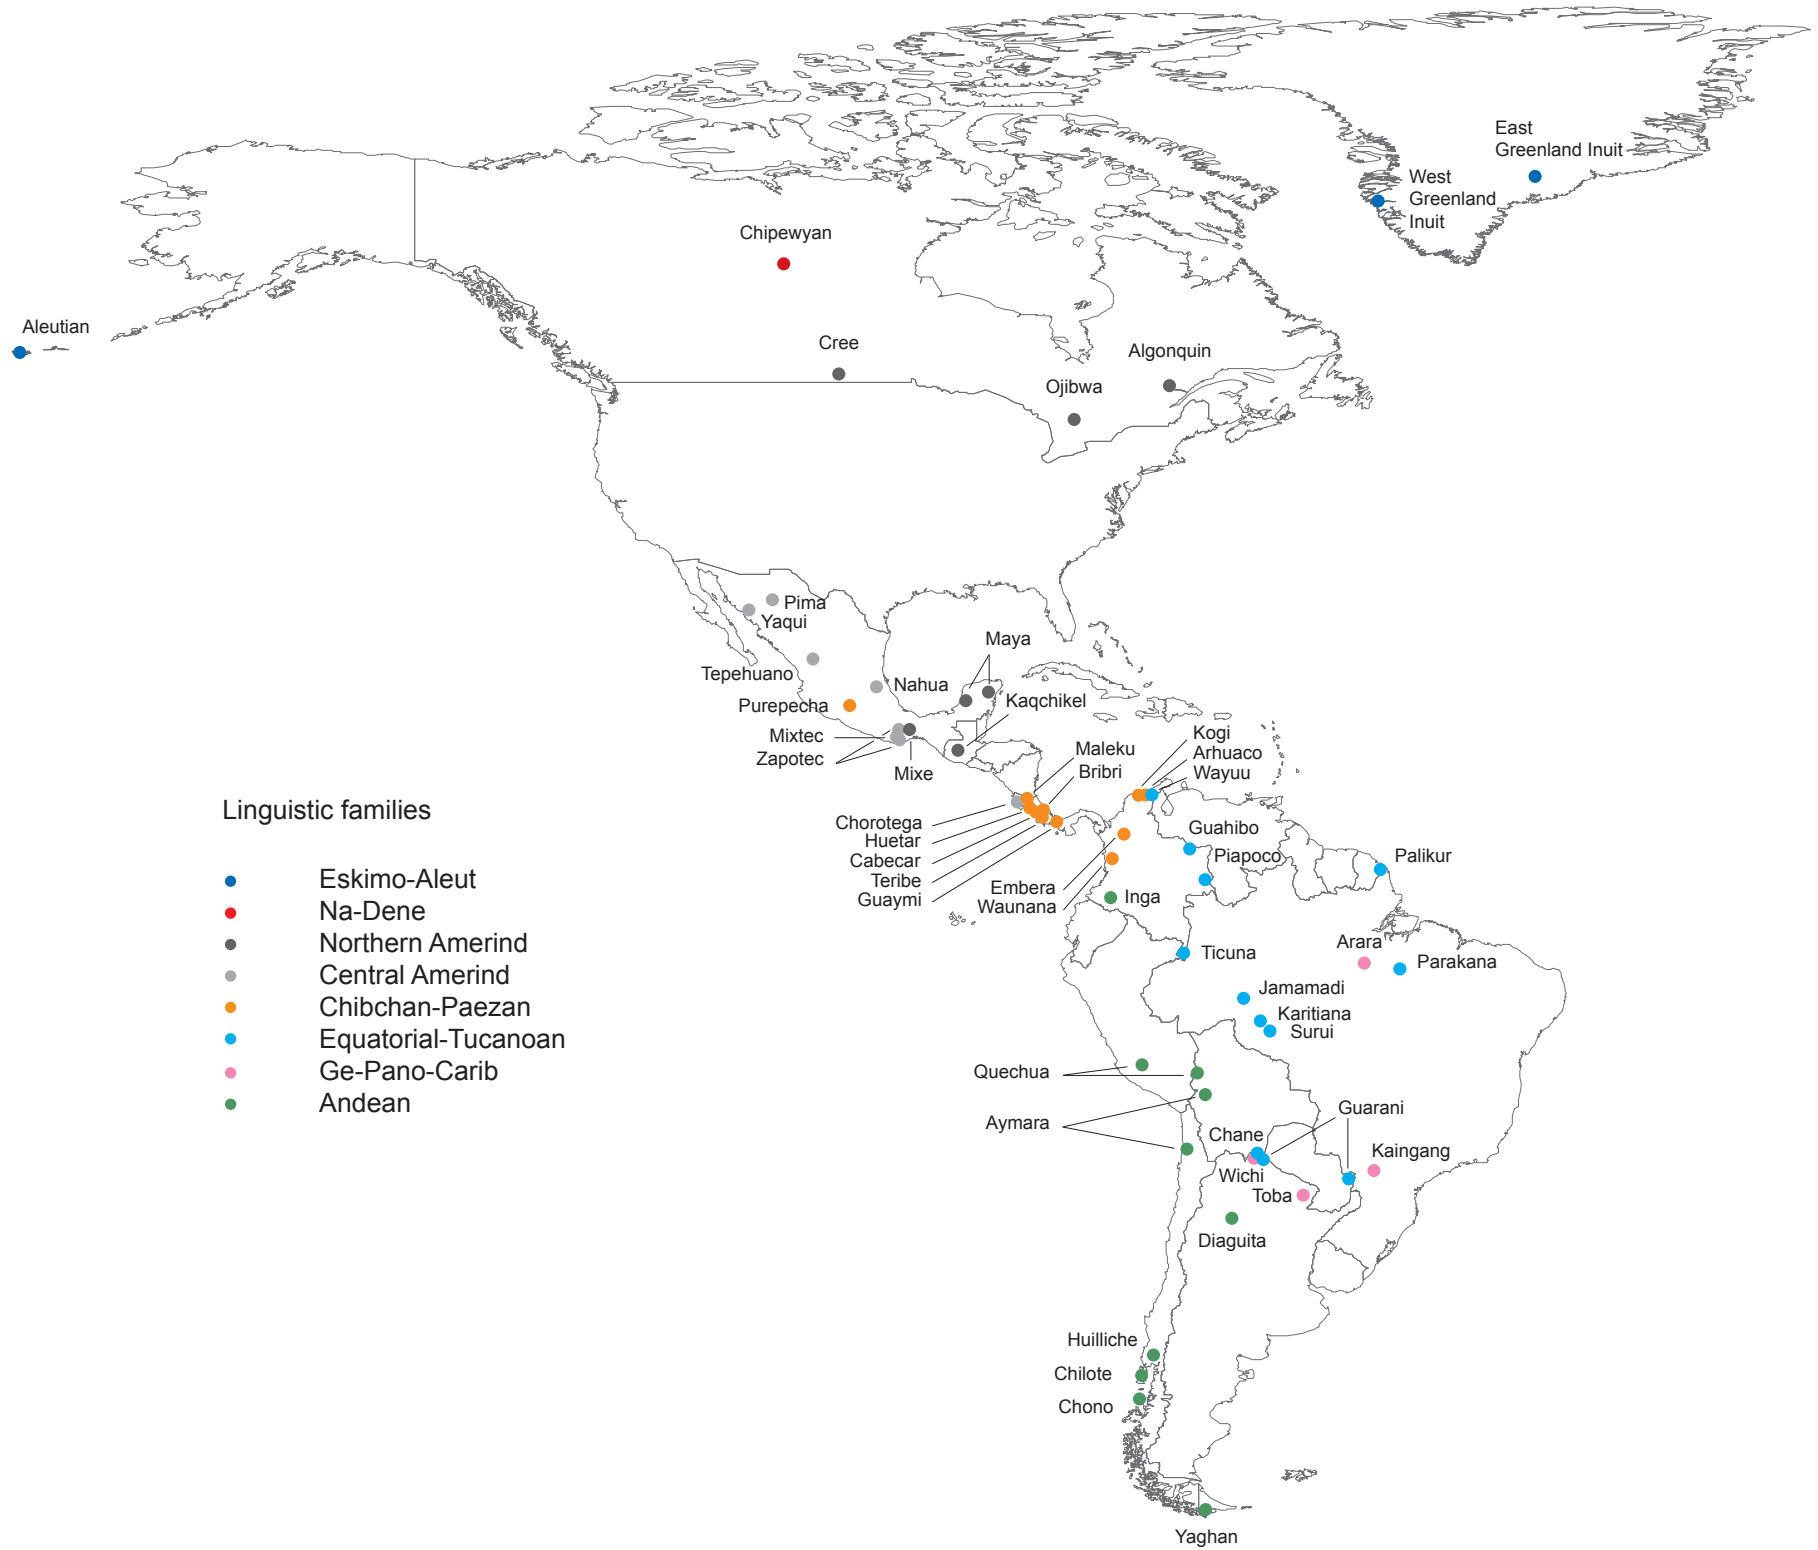 East
Greenland Inuit
West
Greenland
Inuit
Chipewyan
Aleutian
Cree
Algonquin
Ojibwa
Pima
Yaqui
Maya
Tepehuano
Nahua
Kaqchikel
Purepecha
Mixtec
Zapotec
Mixe
Kogi
Arhuaco
Wayuu
Maleku
Bribri
Chorotega
Huetar
Cabecar
Teribe
Guaymi
Guahibo
Piapoco
Palikur
Embera
Waunana
Inga
Ticuna
Arara
Parakana
Jamamadi
Karitiana
Surui
Quechua
Aymara
Guarani
Chane
Kaingang
Wichi
Toba
Diaguita
Huilliche
Chilote
Chono
Yaghan
Linguistic families
Eskimo-Aleut
Na-Dene
Northern Amerind
Central Amerind
Chibchan-Paezan
Equatorial-Tucanoan
Ge-Pano-Carib
Andean